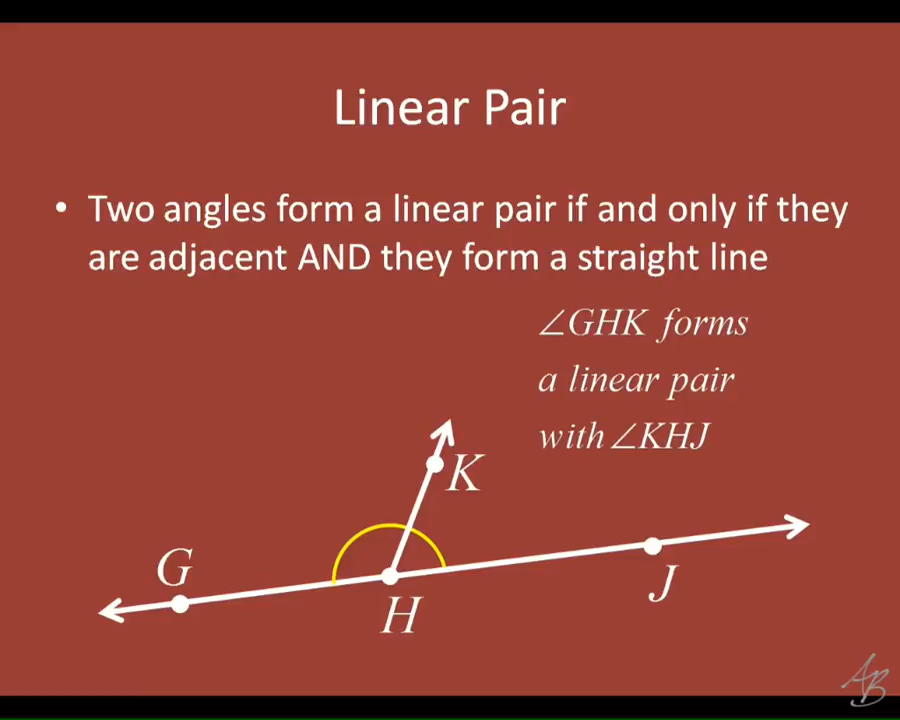 Linear Pair
• Two angles form a linear pair if and only if they
are adjacent AND they form a straight line
∠GHK forms
a linear pair
with ∠KHJ
K
G
J
H
AB